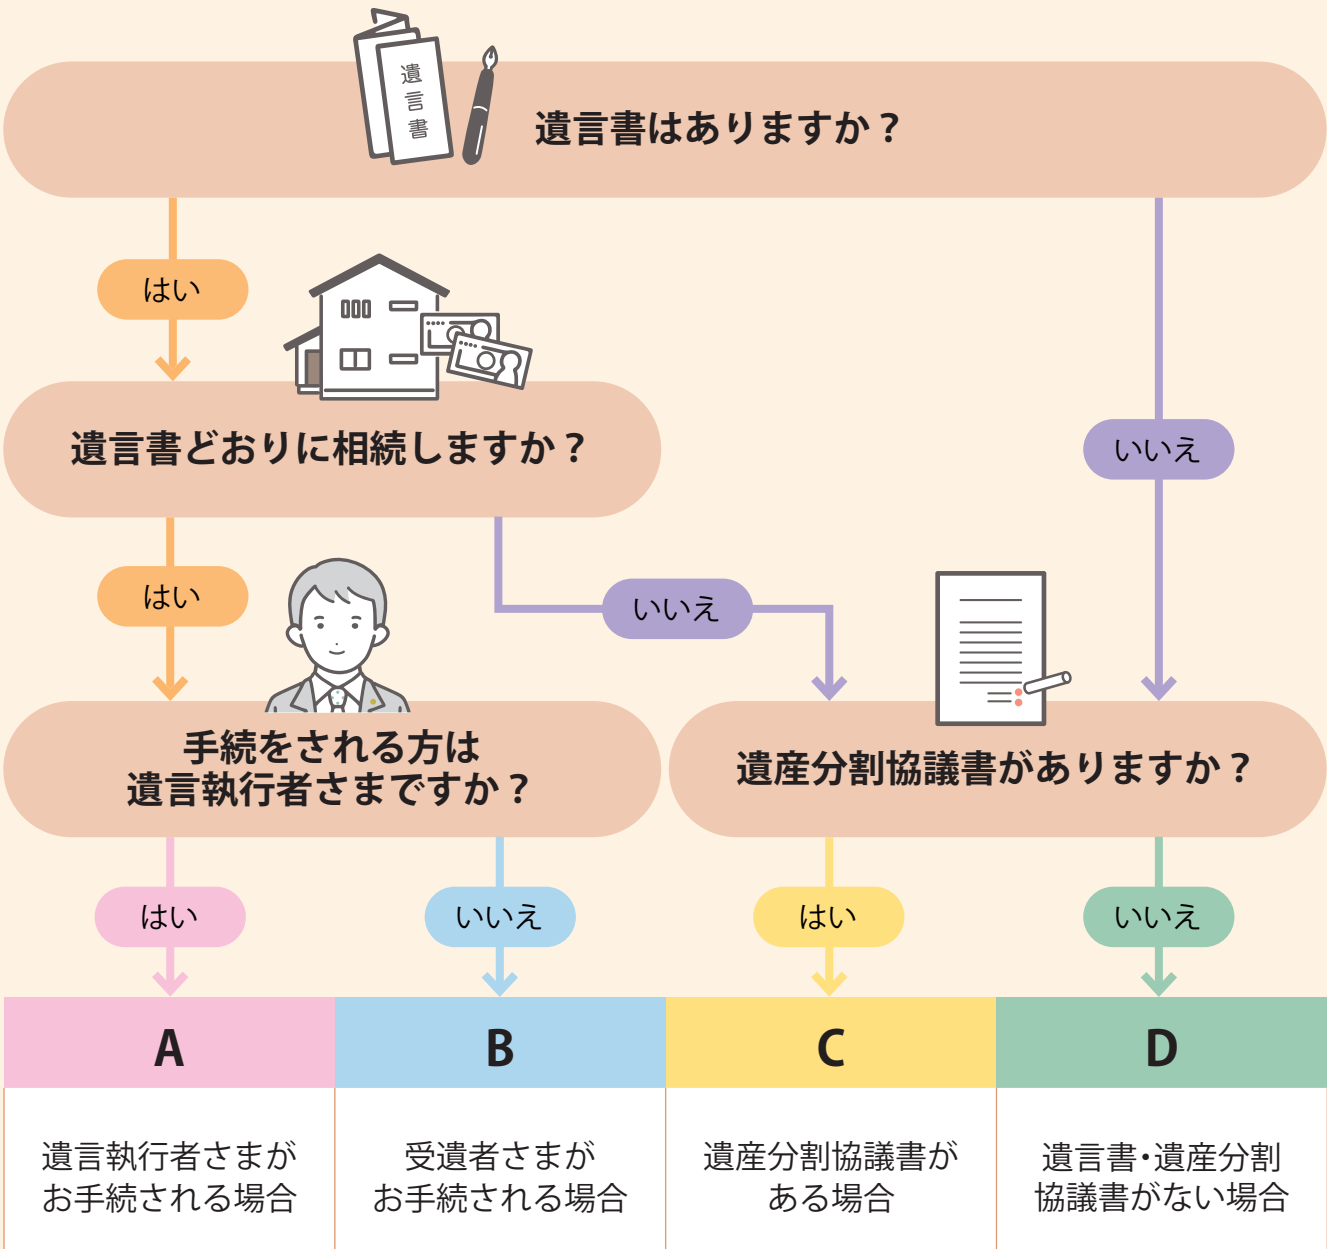 遺言書
遺言書はありますか？
はい
いいえ
遺言書どおりに相続しますか？
はい
いいえ
手続をされる方は
遺言執行者さまですか？
遺産分割協議書がありますか？
はい
いいえ
はい
いいえ
A
B
C
D
遺言執行者さまが
お手続される場合
受遺者さまが
お手続される場合
遺産分割協議書が
ある場合
遺言書・遺産分割
協議書がない場合